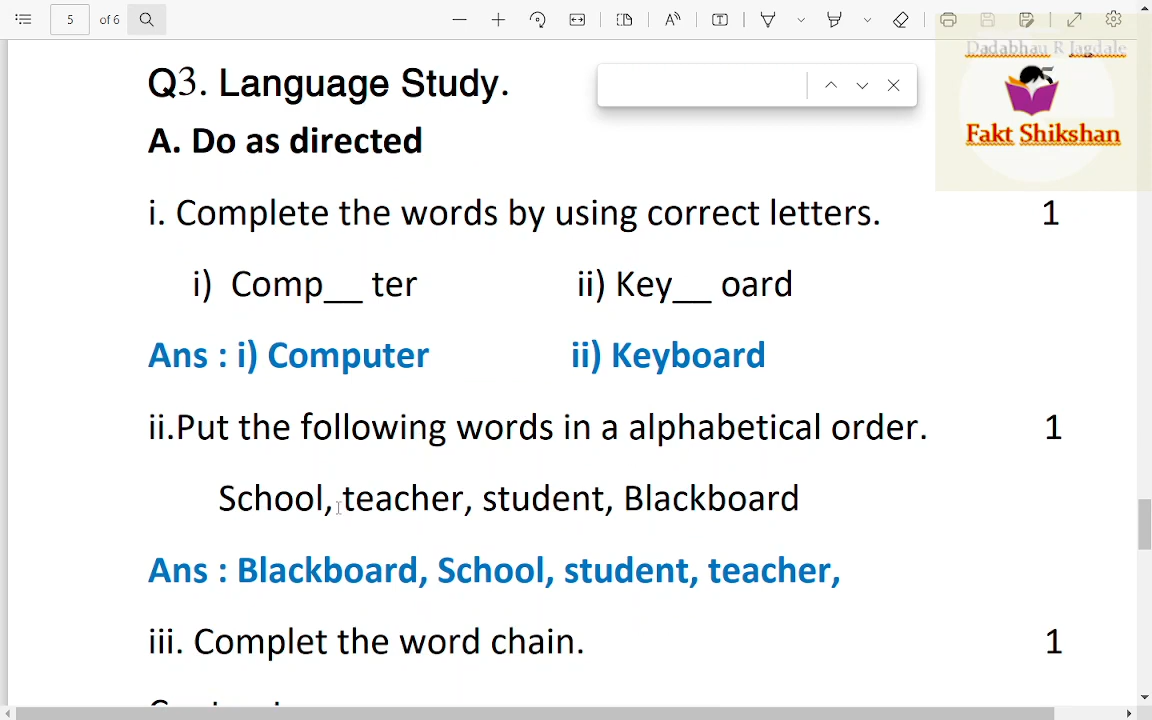 5 of 6
Dadabhau R Jagdale
Fakt Shikshan
Q3. Language Study.
A. Do as directed
i. Complete the words by using correct letters. 1
i) Comp__ ter ii) Key__ oard
Ans : i) Computer ii) Keyboard
ii.Put the following words in a alphabetical order. 1
School, teacher, student, Blackboard
Ans : Blackboard, School, student, teacher,
iii. Complet the word chain. 1